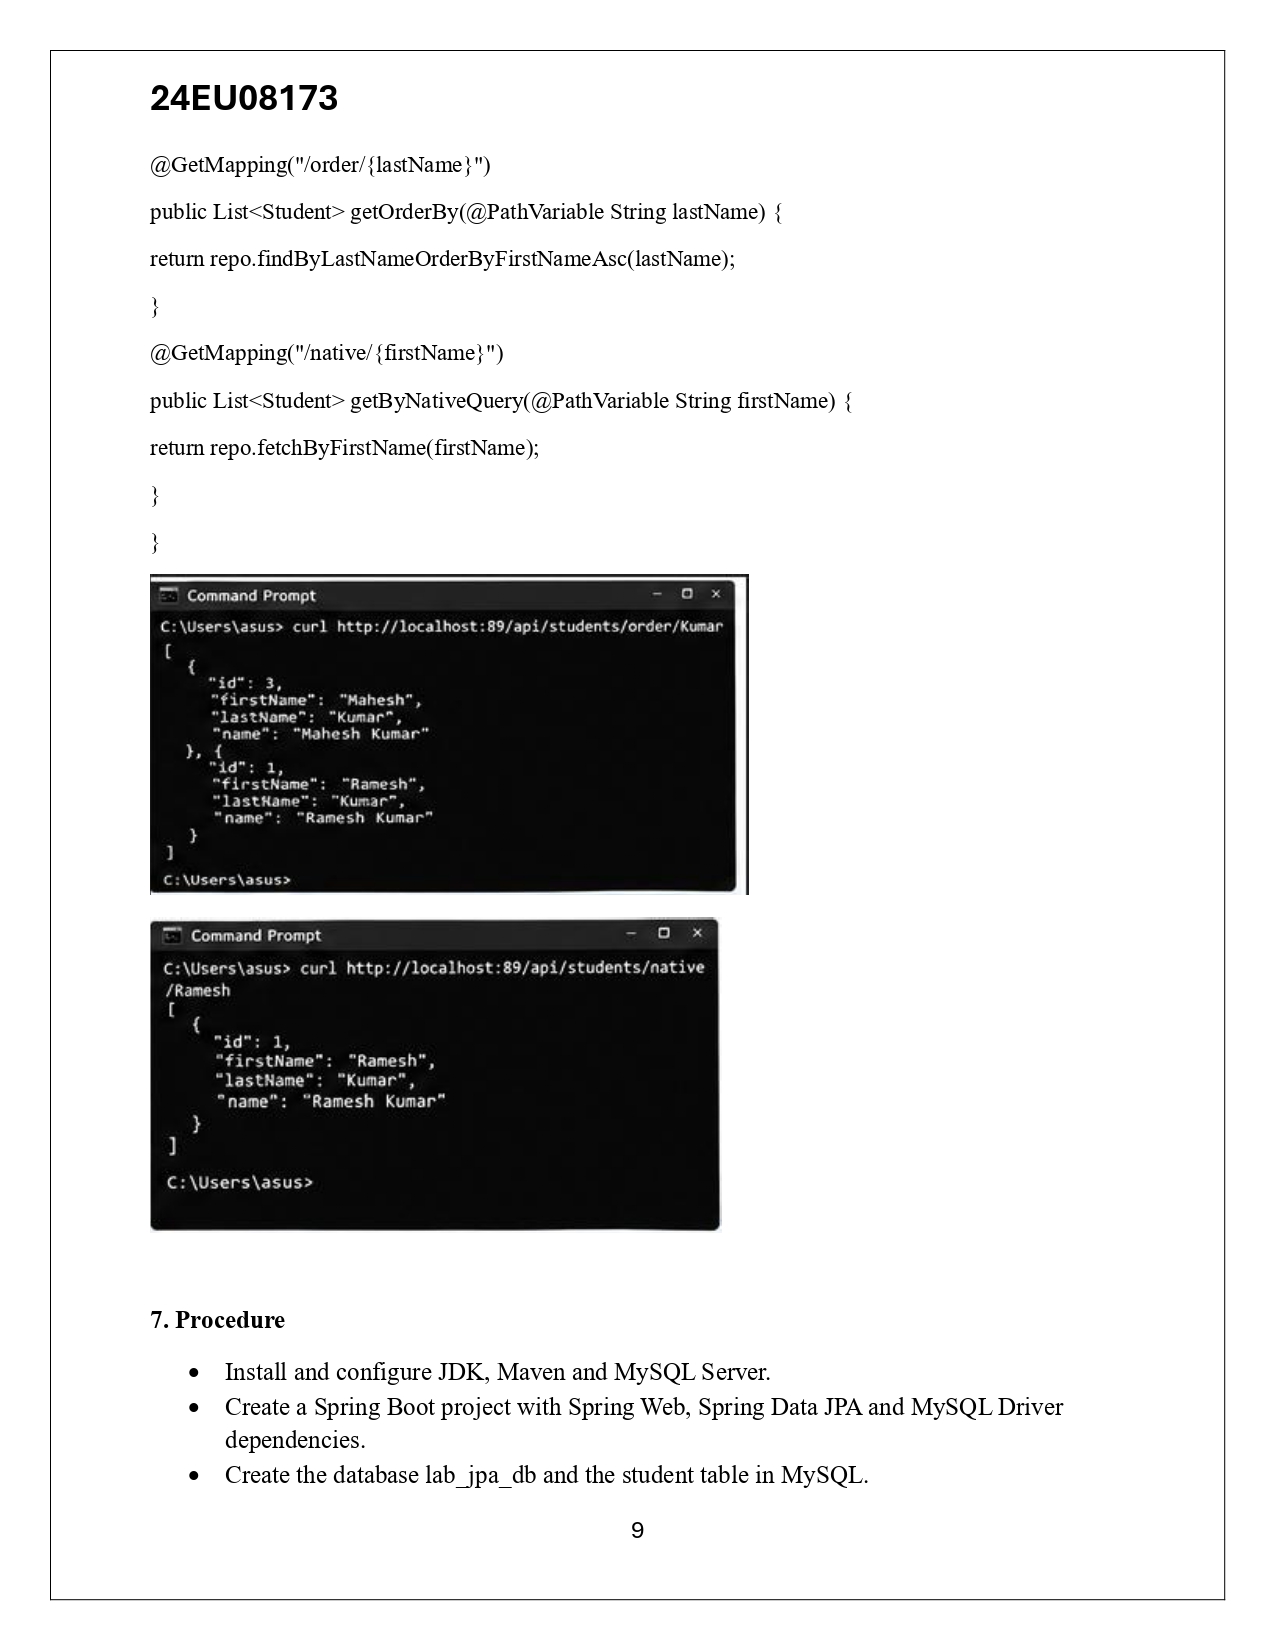 24EU08173
@GetMapping("/order/{lastName}")
public List<Student> getOrderBy(@PathVariable String lastName) {
return repo.findByLastNameOrderByFirstNameAsc(lastName);
}
@GetMapping("/native/{firstName}")
public List<Student> getByNativeQuery(@PathVariable String firstName) {
return repo.fetchByFirstName(firstName);
}
}
Command Prompt
C:\Users\asus> curl http://localhost:89/api/students/order/Kumar
[
{
"id": 3,
"firstName": "Mahesh",
"lastName": "Kumar",
"name": "Mahesh Kumar"
}, {
"id": 1,
"firstName": "Ramesh",
"lastName": "Kumar",
"name": "Ramesh Kumar"
}
]
C:\Users\asus>
Command Prompt
C:\Users\asus> curl http://localhost:89/api/students/native
/Ramesh
[
{
"id": 1,
"firstName": "Ramesh",
"lastName": "Kumar",
"name": "Ramesh Kumar"
}
]
C:\Users\asus>
7. Procedure
• Install and configure JDK, Maven and MySQL Server.
• Create a Spring Boot project with Spring Web, Spring Data JPA and MySQL Driver
dependencies.
• Create the database lab_jpa_db and the student table in MySQL.
9